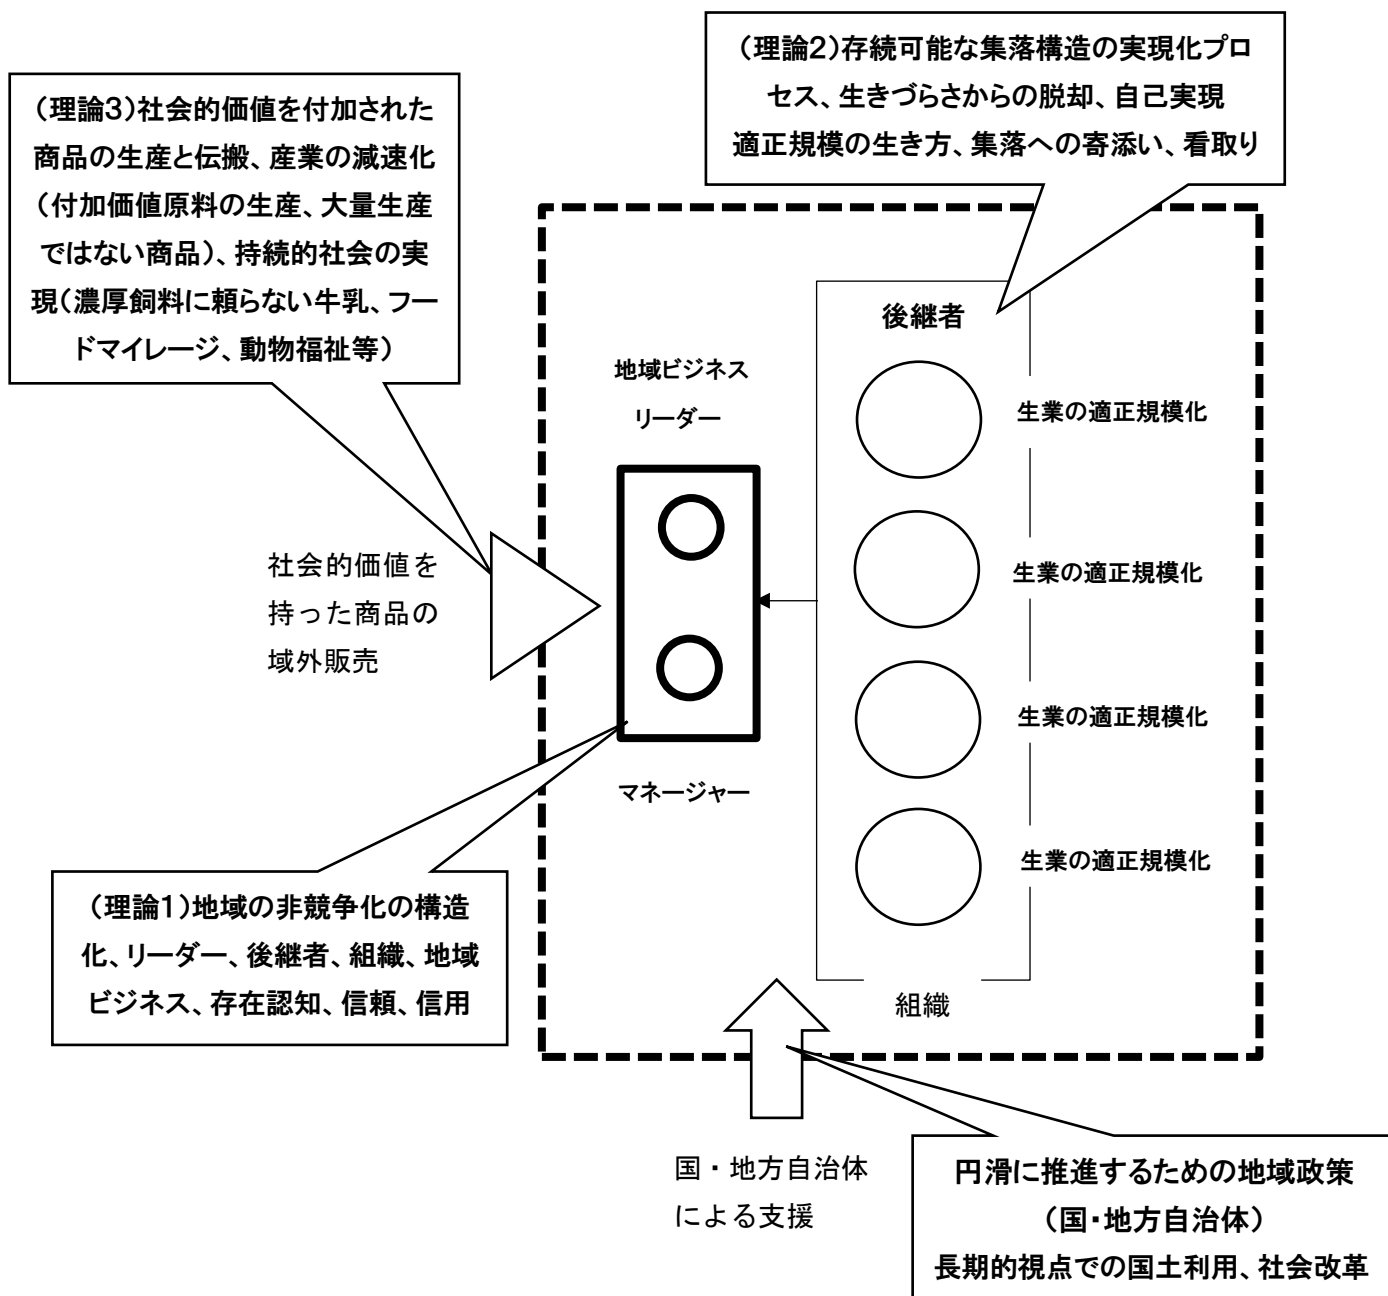 （理論2）存続可能な集落構造の実現化プロ
セス、生きづらさからの脱却、自己実現
適正規模の生き方、集落への寄添い、看取り
（理論3）社会的価値を付加された
商品の生産と伝搬、産業の減速化
（付加価値原料の生産、大量生産
ではない商品）、持続的社会の実
現（濃厚飼料に頼らない牛乳、フー
ドマイレージ、動物福祉等）
後継者
地域ビジネス
リーダー
生業の適正規模化
生業の適正規模化
生業の適正規模化
生業の適正規模化
社会的価値を
持った商品の
域外販売
マネージャー
（理論1）地域の非競争化の構造
化、リーダー、後継者、組織、地域
ビジネス、存在認知、信頼、信用
組織
国・地方自治体
による支援
円滑に推進するための地域政策
（国・地方自治体）
長期的視点での国土利用、社会改革